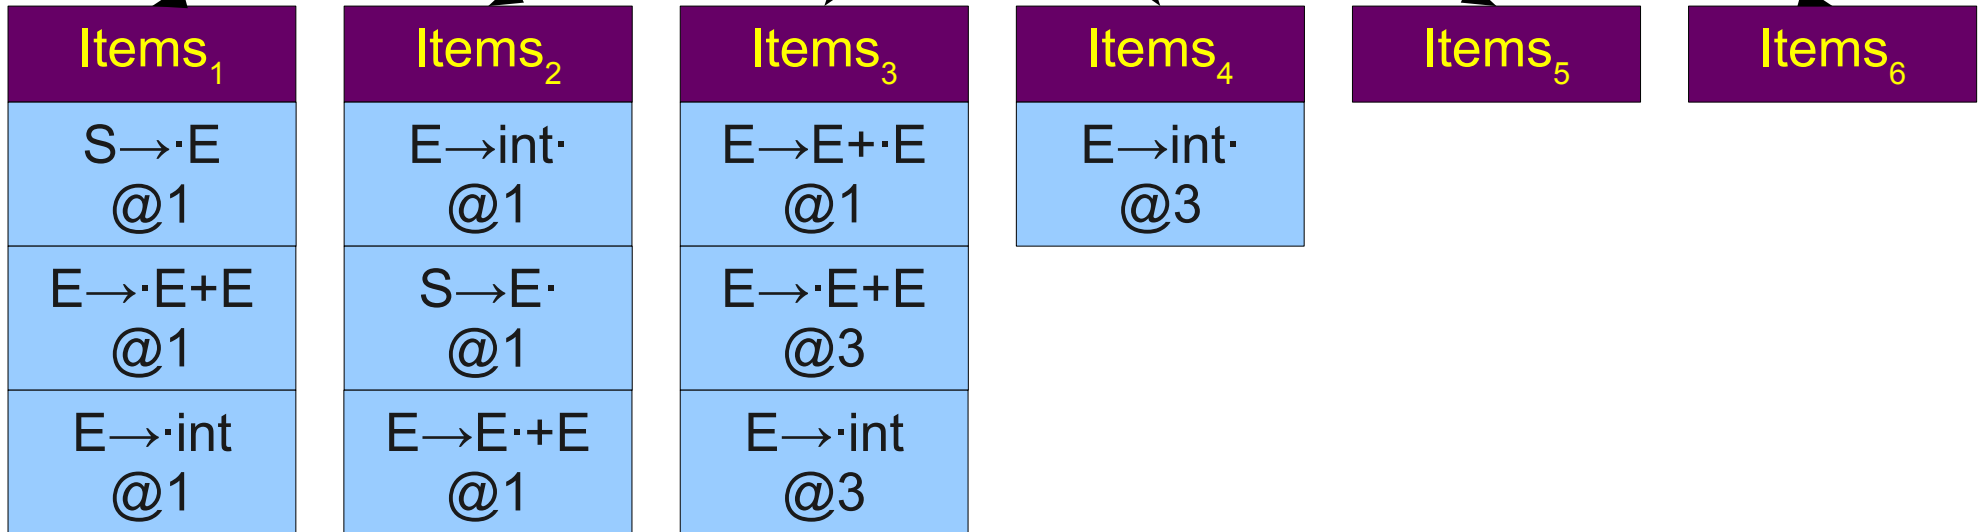 Items₁ Items₂ Items₃ Items₄ Items₅ Items₆
S→·E E→int· E→E+·E E→int·
@1 @1 @1 @3
E→·E+E S→E· E→·E+E
@1 @1 @3
E→·int E→E·+E E→·int
@1 @1 @3